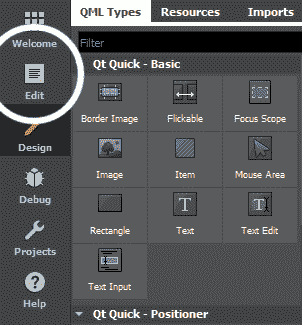 Welcome
Edit
Design
Debug
Projects
Help
QML Types Resources Imports
Filter
Qt Quick - Basic
Border Image Flickable Focus Scope
Image Item Mouse Area
Rectangle Text Text Edit
Text Input
Qt Quick - Positioner